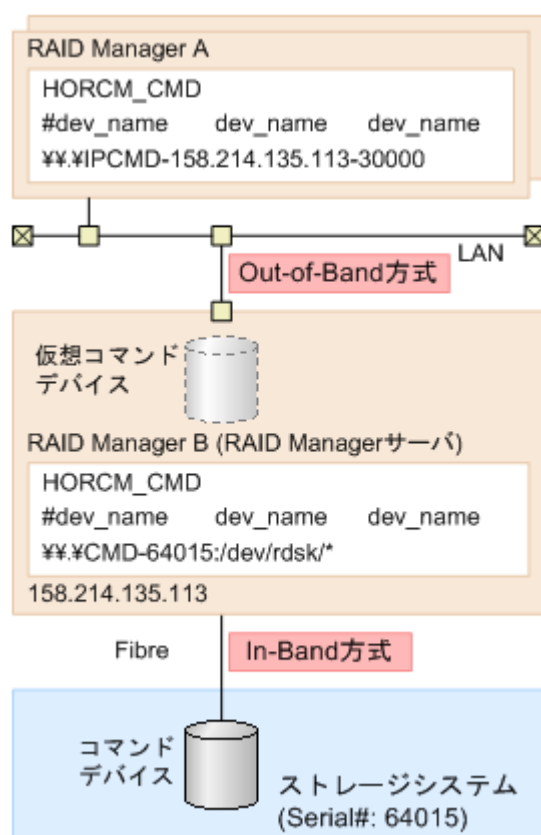 RAID Manager A
HORCM_CMD
#dev_name dev_name dev_name
¥¥.¥IPCMD-158.214.135.113-30000
LAN
Out-of-Band方式
仮想コマンド
デバイス
RAID Manager B (RAID Managerサーバ)
HORCM_CMD
#dev_name dev_name dev_name
¥¥.¥CMD-64015:/dev/rdsk/*
158.214.135.113
Fibre
In-Band方式
コマンド
デバイス
ストレージシステム
(Serial#: 64015)